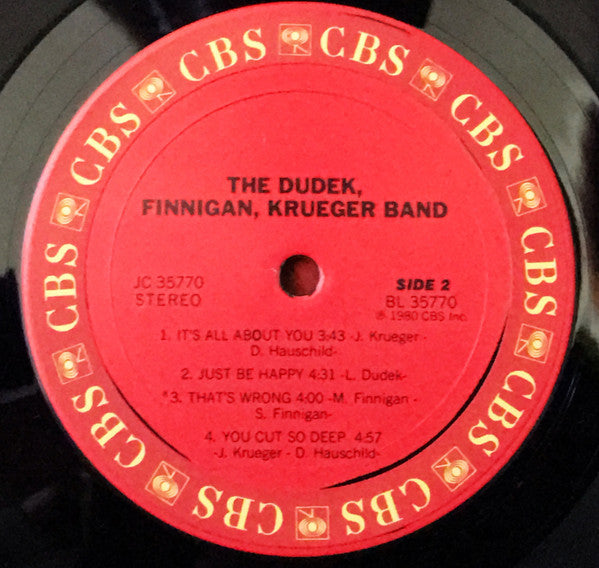 CBS CBS CBS CBS CBS CBS CBS CBS CBS CBS
THE DUDEK,
FINNIGAN, KRUEGER BAND
JC 35770
STEREO
SIDE 2
BL 35770
℗ 1980 CBS Inc.
1. IT'S ALL ABOUT YOU 3:43 -J. Krueger -
D. Hauschild-
2. JUST BE HAPPY 4:31 -L. Dudek-
*3. THAT'S WRONG 4:00 -M. Finnigan -
S. Finnigan-
4. YOU CUT SO DEEP 4:57
-J. Krueger - D. Hauschild-